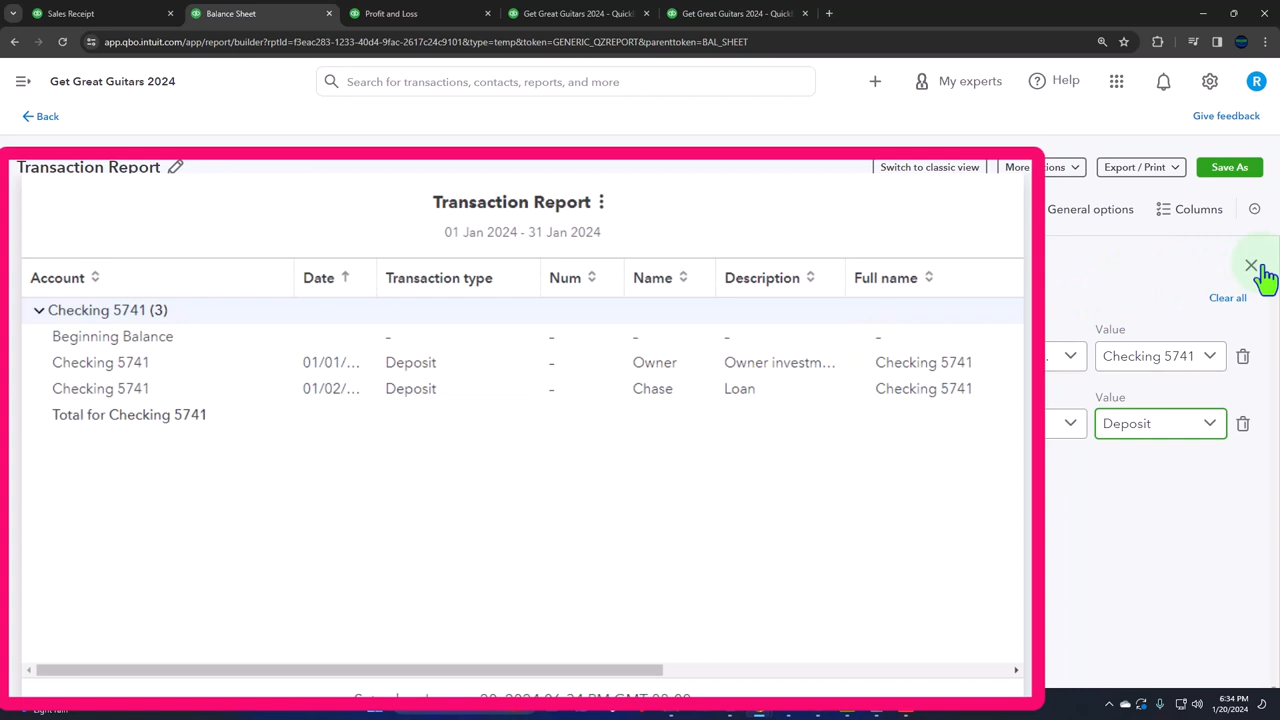 Sales Receipt
Balance Sheet
Profit and Loss
Get Great Guitars 2024 - Quick
Get Great Guitars 2024 - Quick
app.qbo.intuit.com/app/report/builder?rptId=f3eac283-1233-40d4-9fac-2617c24c9101&type=temp&token=GENERIC_QZREPORT&parenttoken=BAL_SHEET
Get Great Guitars 2024
Search for transactions, contacts, reports, and more
My experts
Help
R
Back
Give feedback
Transaction Report
Switch to classic view
Export / Print
Save As
General options
Columns
Transaction Report
01 Jan 2024 - 31 Jan 2024
Clear all
Account Date Transaction type Num Name Description Full name
Checking 5741 (3)
Beginning Balance – – – – –
Checking 5741 01/01/... Deposit – Owner Owner investm... Checking 5741
Checking 5741 01/02/... Deposit – Chase Loan Checking 5741
Total for Checking 5741
Value
Checking 5741
Value
Deposit
6:34 PM
1/20/2024